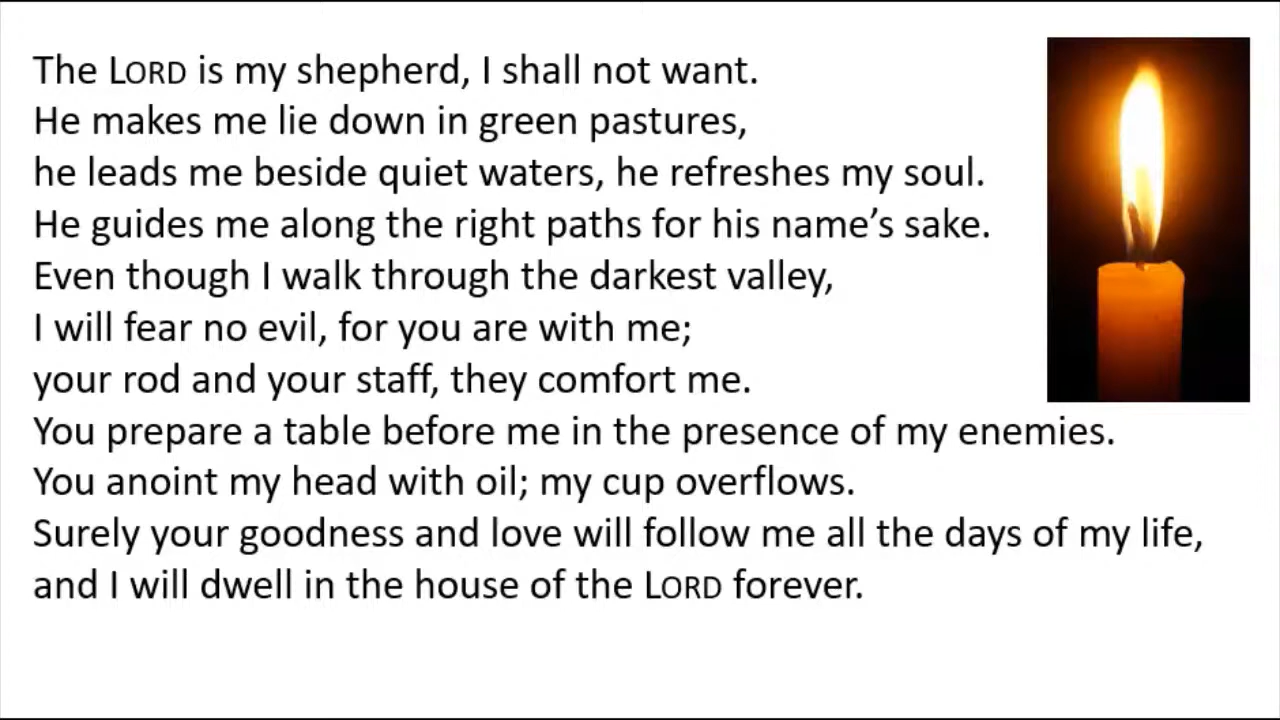 The LORD is my shepherd, I shall not want.
He makes me lie down in green pastures,
he leads me beside quiet waters, he refreshes my soul.
He guides me along the right paths for his name’s sake.
Even though I walk through the darkest valley,
I will fear no evil, for you are with me;
your rod and your staff, they comfort me.
You prepare a table before me in the presence of my enemies.
You anoint my head with oil; my cup overflows.
Surely your goodness and love will follow me all the days of my life,
and I will dwell in the house of the LORD forever.